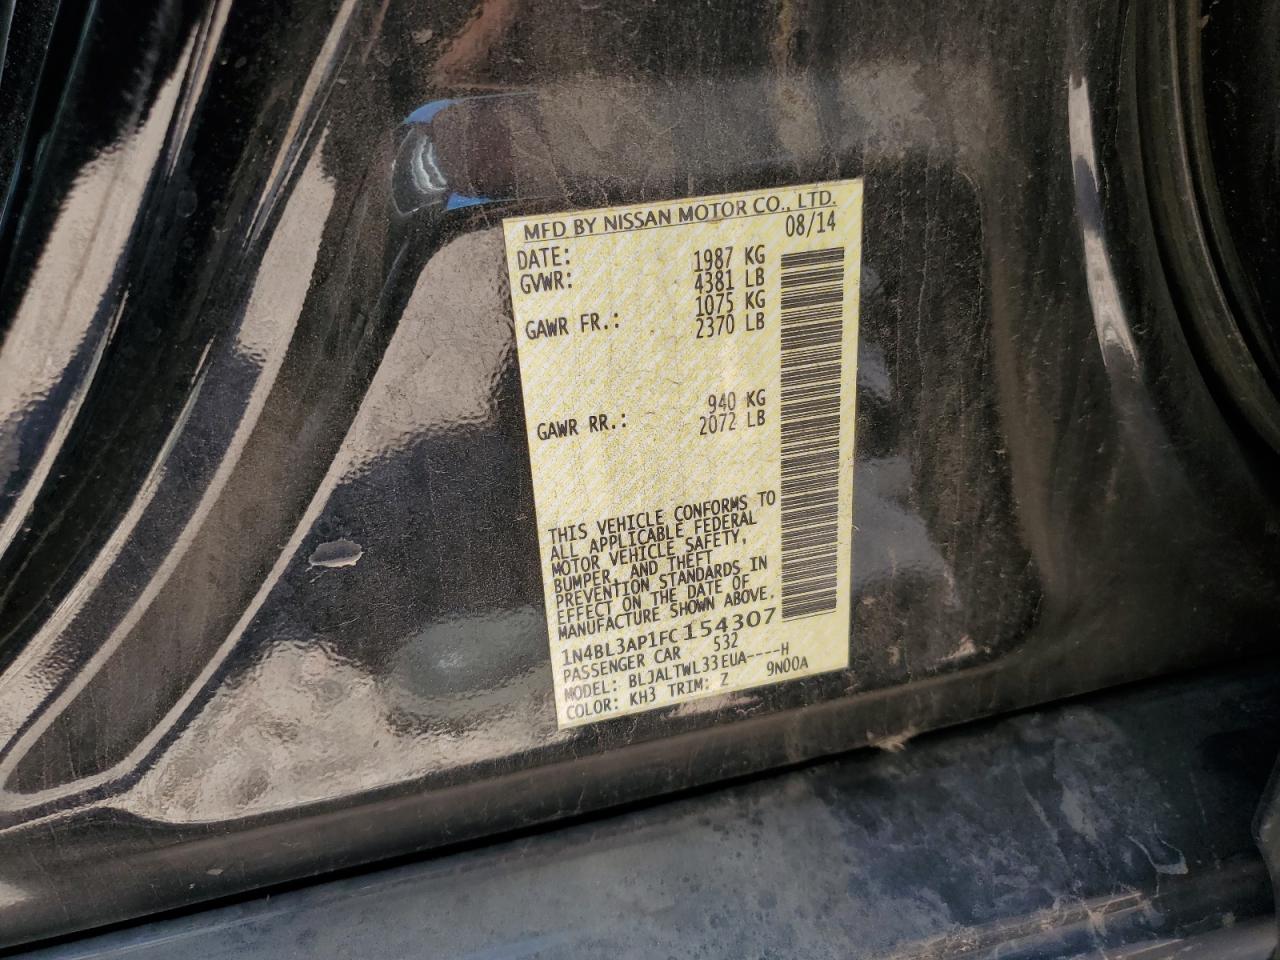 MFD BY NISSAN MOTOR CO., LTD.
DATE: 08/14
GVWR: 1987 KG
4381 LB
GAWR FR.: 1075 KG
2370 LB
GAWR RR.: 940 KG
2072 LB
THIS VEHICLE CONFORMS TO
ALL APPLICABLE FEDERAL
MOTOR VEHICLE SAFETY,
BUMPER, AND THEFT
PREVENTION STANDARDS IN
EFFECT ON THE DATE OF
MANUFACTURE SHOWN ABOVE.
1N4BL3AP1FC154307
PASSENGER CAR 532
MODEL: BLJALTWL33EUA----H
COLOR: KH3 TRIM: Z 9N00A